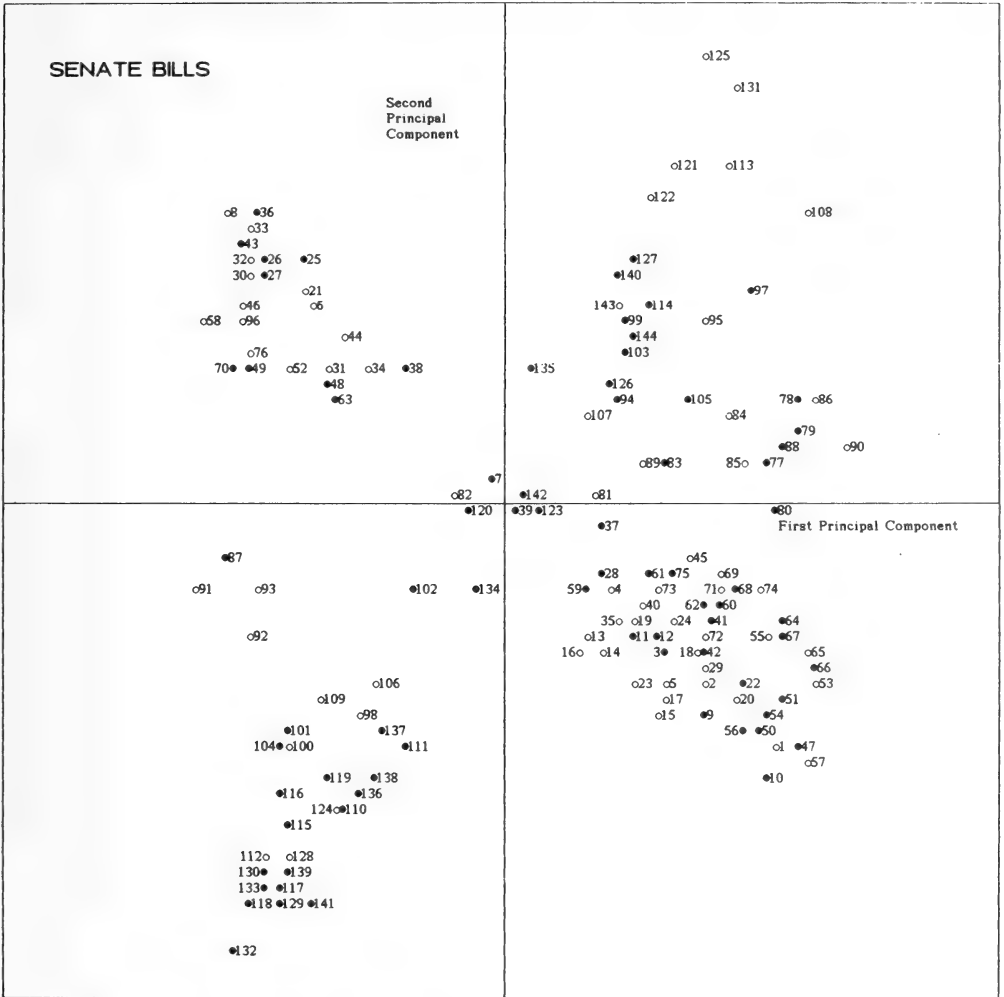 SENATE BILLS
Second
Principal
Component
125
131
121 113
122
8 36 108
33
43
32 26 25 127
30 27 140
21 97
46 6 143 114
58 96 99 95
44 144
76 103
70 49 52 31 34 38 135
48 126
63 94 105 78 86
107 84
79
88 90
89 83 85 77
7
82 142 81
120 39 123 80
37 First Principal Component
87 45
28 61 75 69
91 93 102 134 59 4 73 71 68 74
40 62 60
35 19 24 41 64
92 13 11 12 72 55 67
16 14 3 18 42 65
29 66
106 23 5 2 22 53
109 17 20 51
98 15 9 54
101 137 56 50
104 100 111 1 47
57
119 138 10
116 136
124 110
115
112 128
130 139
133 117
118 129 141
132